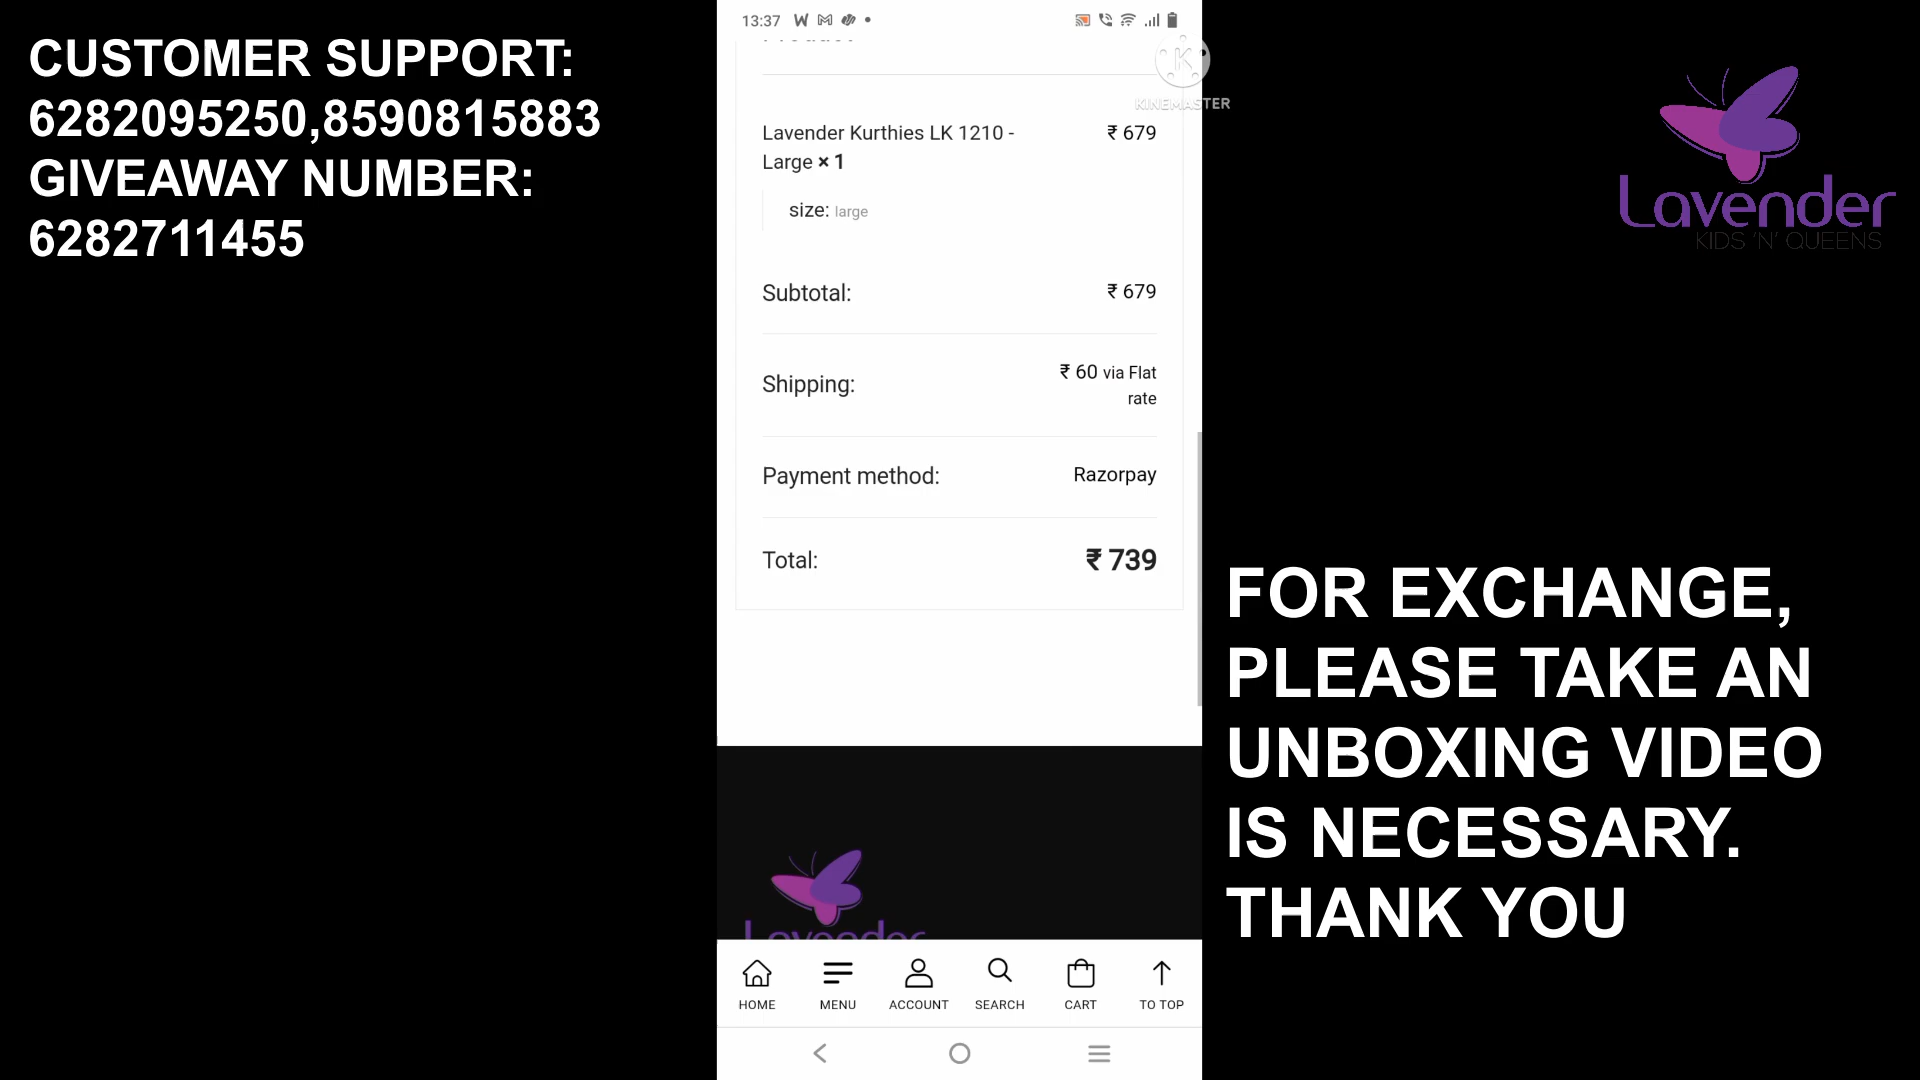 CUSTOMER SUPPORT:
6282095250,8590815883
GIVEAWAY NUMBER:
6282711455
13:37
KINEMASTER
Lavender Kurthies LK 1210 - ₹ 679
Large × 1
size: large
Subtotal: ₹ 679
Shipping: ₹ 60 via Flat
rate
Payment method: Razorpay
Total: ₹ 739
Lavender
HOME MENU ACCOUNT SEARCH CART TO TOP
Lavender
KIDS 'N' QUEENS
FOR EXCHANGE,
PLEASE TAKE AN
UNBOXING VIDEO
IS NECESSARY.
THANK YOU